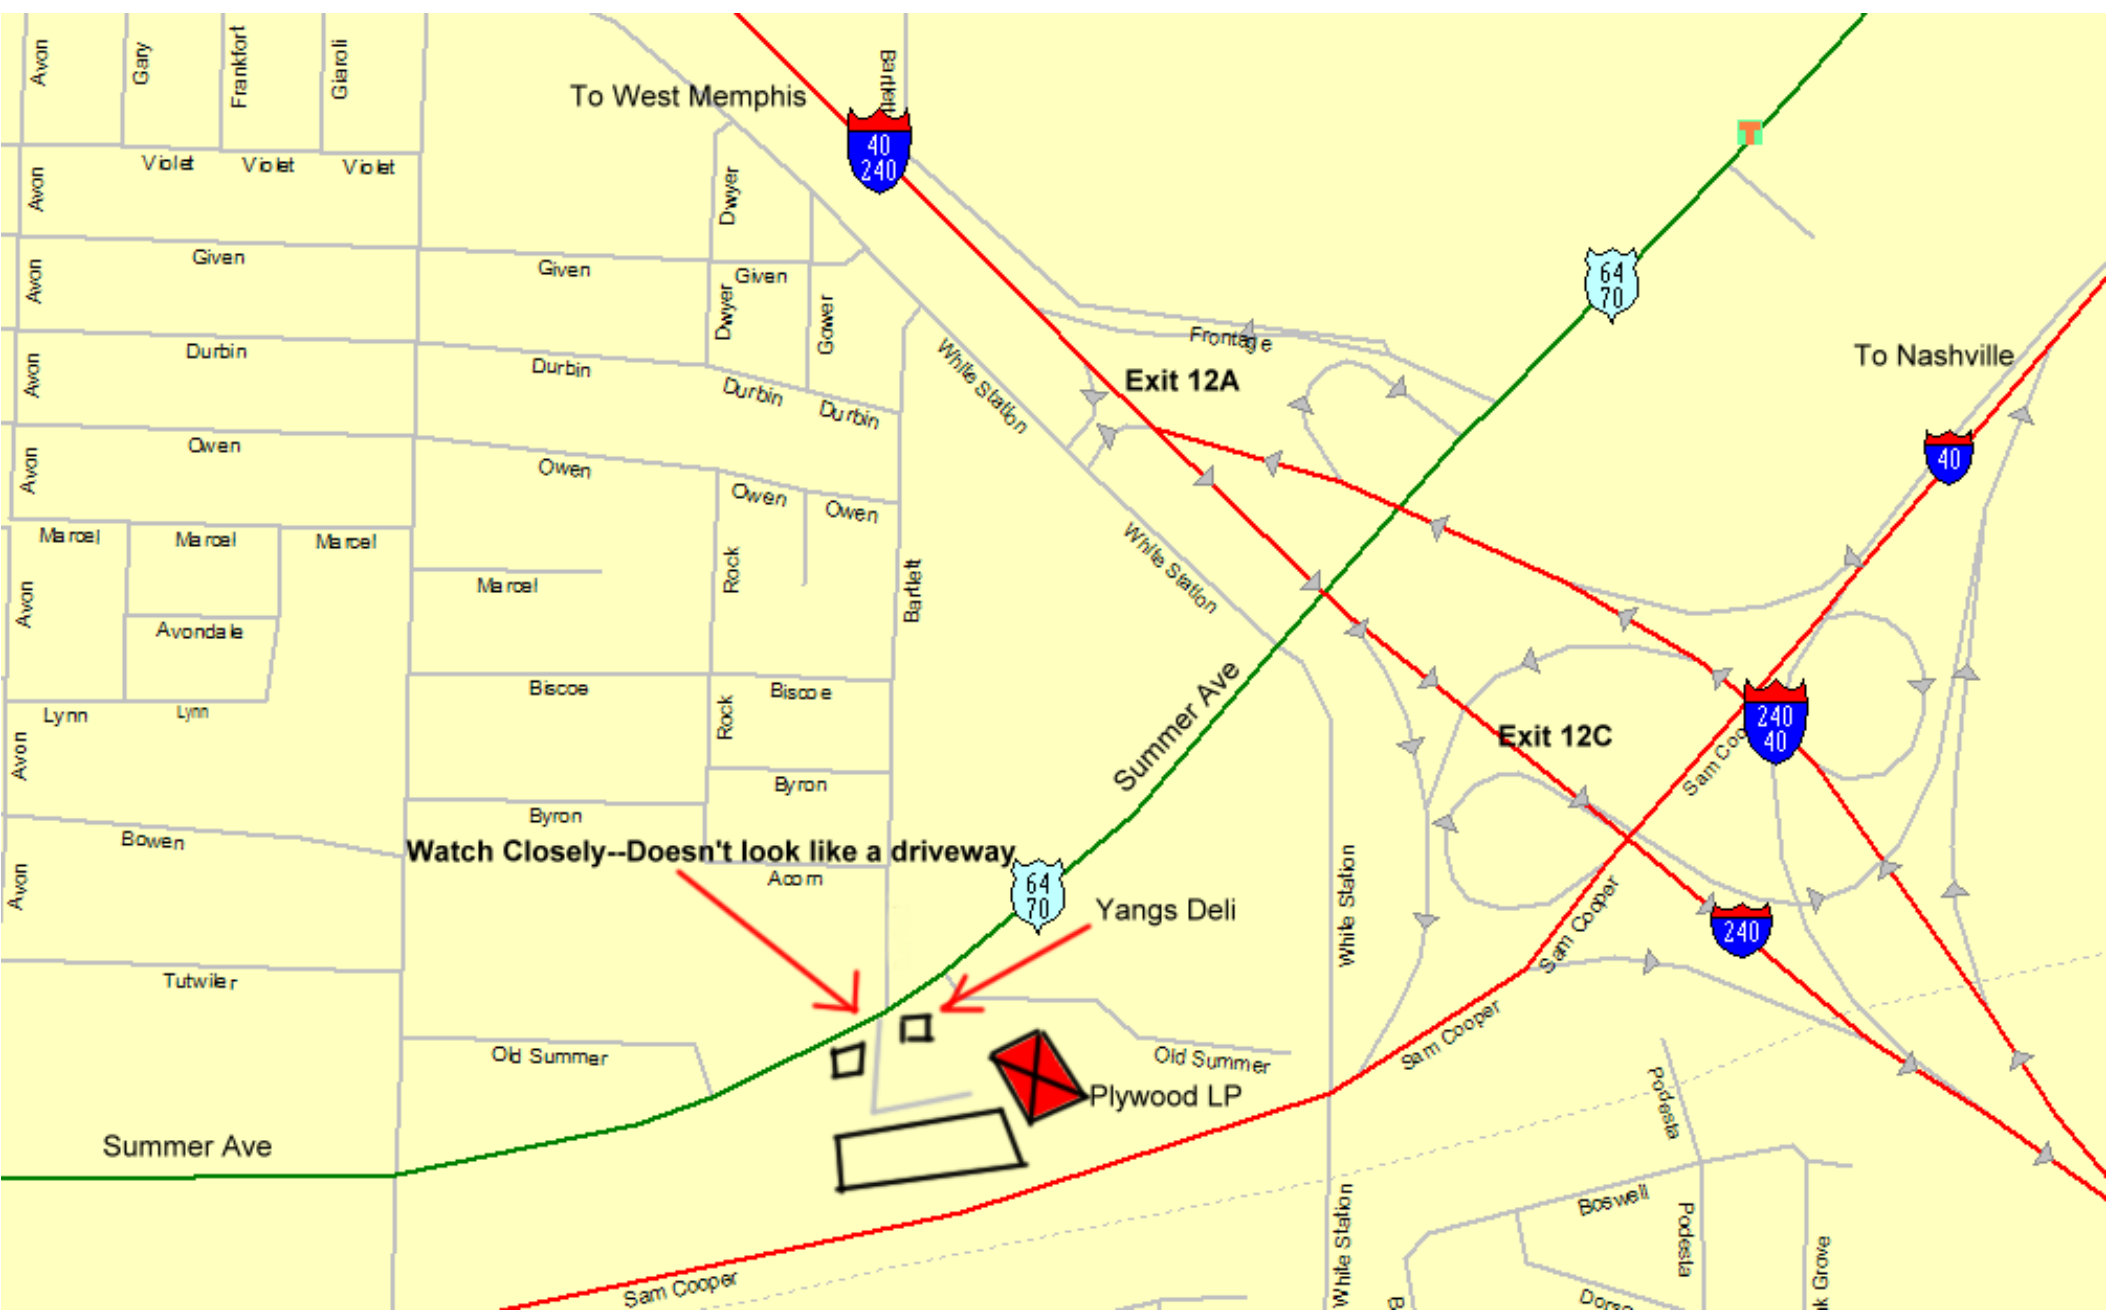 Avon
Gary
Frankfort
Giaroli
Bartlett
To West Memphis
40
240
Violet
Violet
Violet
Avon
Dwyer
64
70
Given
Given
Given
Avon
Dwyer
Gower
Frontage
To Nashville
Durbin
Durbin
Durbin
Durbin
Avon
White Station
Exit 12A
Owen
Owen
Owen
Owen
Avon
40
Marcel
Marcel
Marcel
Marcel
Rock
Bartlett
White Station
Avon
Avondale
Biscoe
Biscoe
Lynn
Lynn
Rock
Summer Ave
Exit 12C
240
40
Sam Coo
Avon
Byron
Byron
Bowen
Watch Closely--Doesn't look like a driveway
Acorn
64
70
Yangs Deli
Avon
White Station
Sam Cooper
240
Tutwiler
Old Summer
Old Summer
Sam Cooper
Plywood LP
Podesta
Summer Ave
Boswell
Podesta
White Station
Sam Cooper
k Grove
B
Dorso